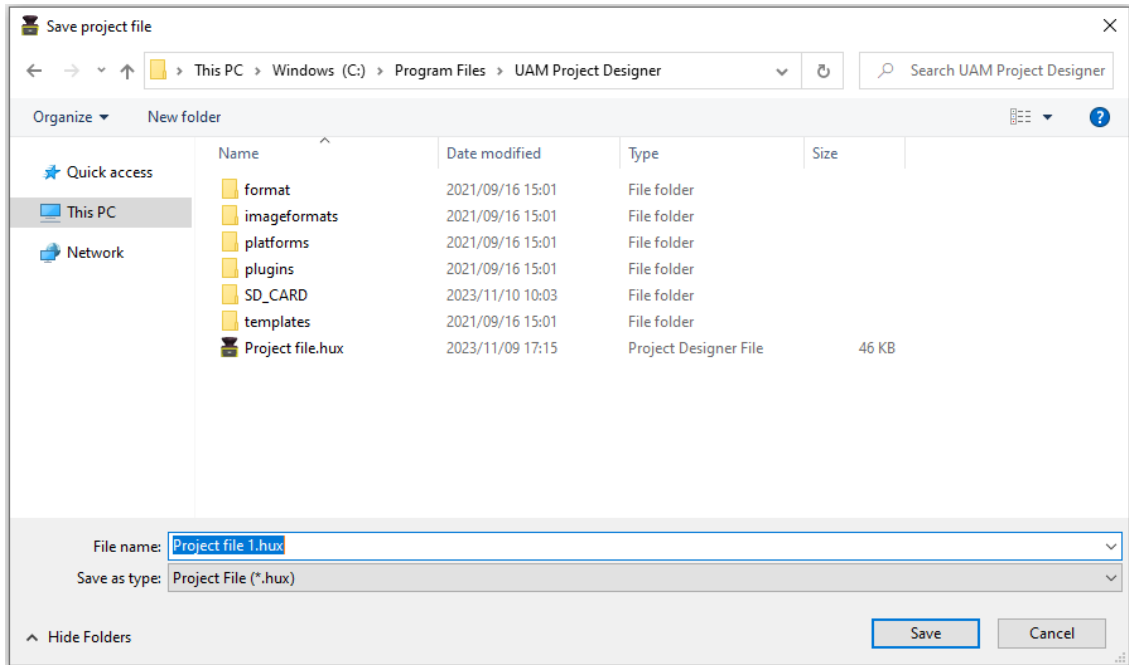 Save project file
This PC > Windows (C:) > Program Files > UAM Project Designer
Search UAM Project Designer
Organize
New folder
?
Quick access
This PC
Network
Name Date modified Type Size
format 2021/09/16 15:01 File folder
imageformats 2021/09/16 15:01 File folder
platforms 2021/09/16 15:01 File folder
plugins 2021/09/16 15:01 File folder
SD_CARD 2023/11/10 10:03 File folder
templates 2021/09/16 15:01 File folder
Project file.hux 2023/11/09 17:15 Project Designer File 46 KB
File name: Project file 1.hux
Save as type: Project File (*.hux)
Hide Folders
Save
Cancel